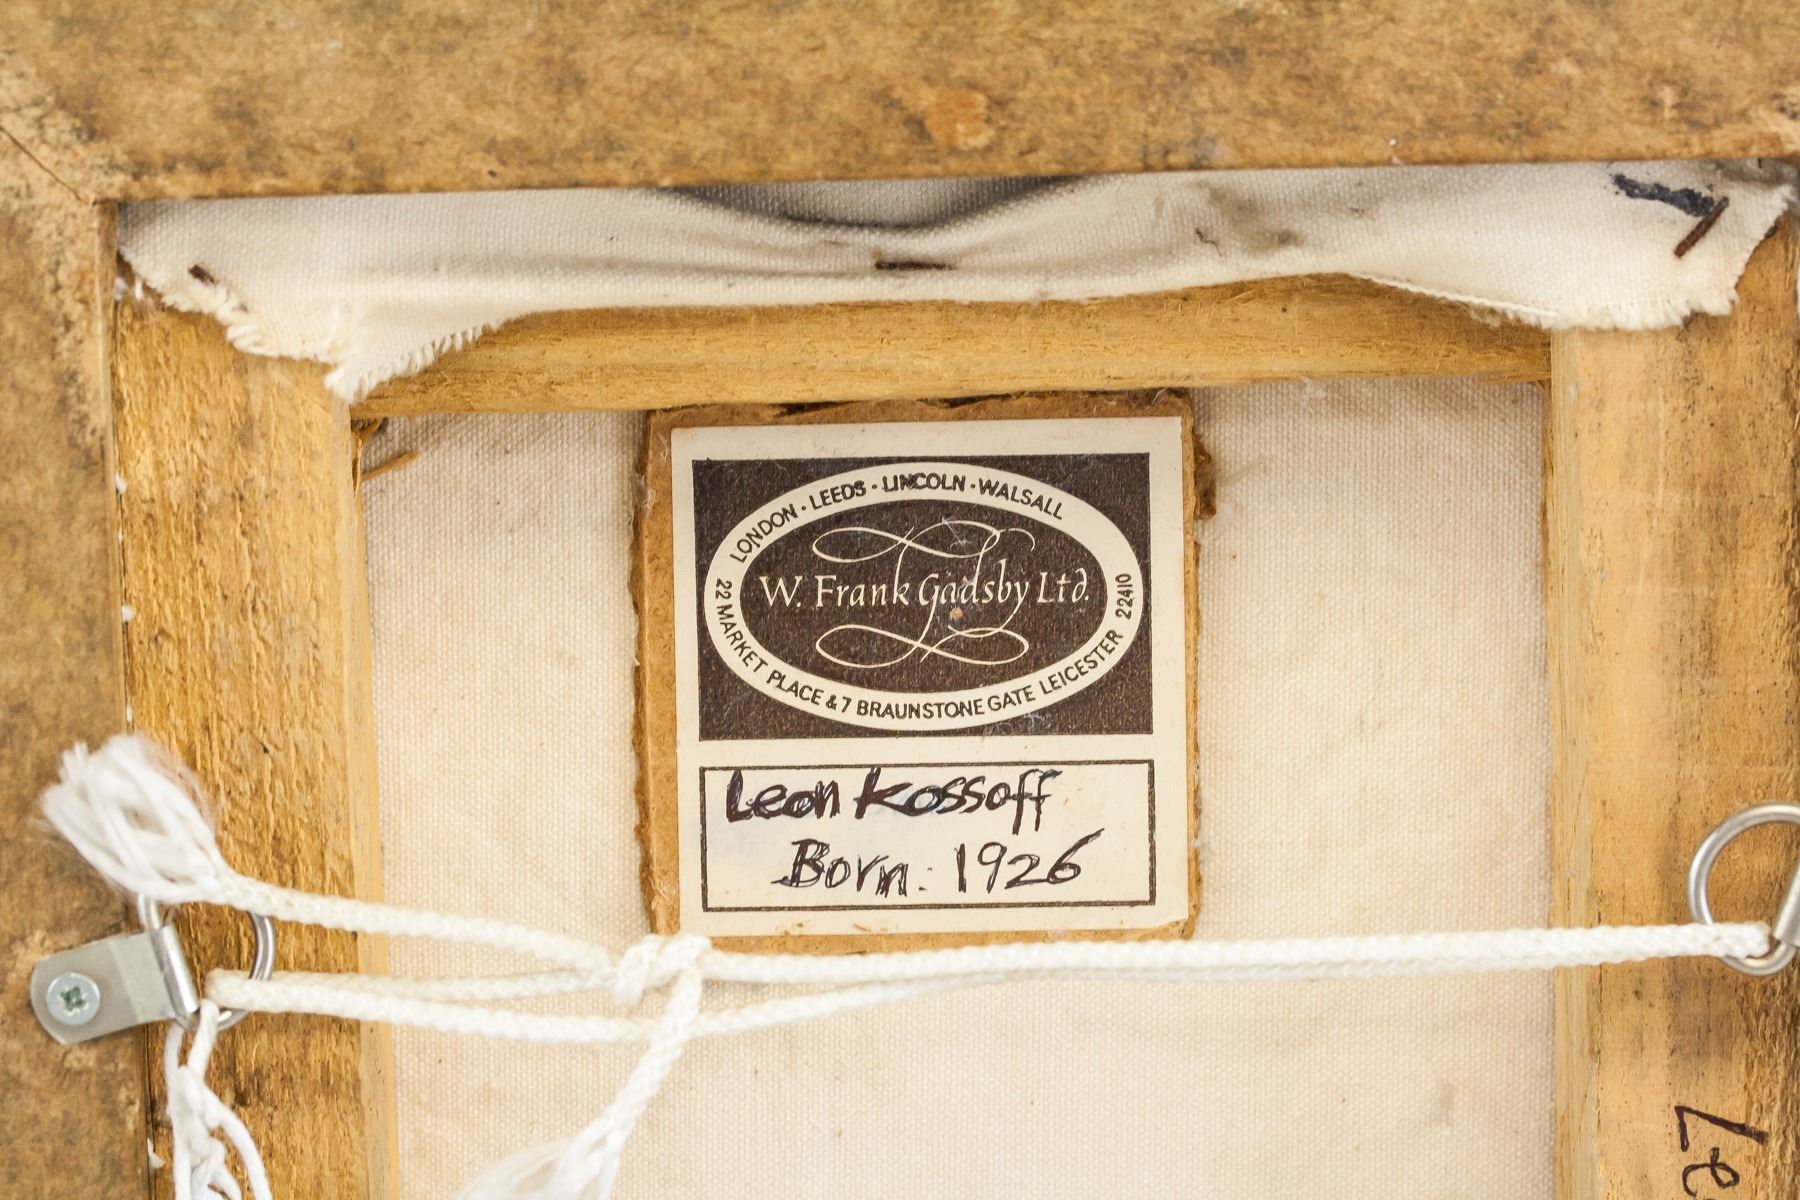 LONDON · LEEDS · LINCOLN · WALSALL
W. Frank Gadsby Ltd.
22 MARKET PLACE & 7 BRAUNSTONE GATE LEICESTER 22410
Leon Kossoff
Born: 1926
Le